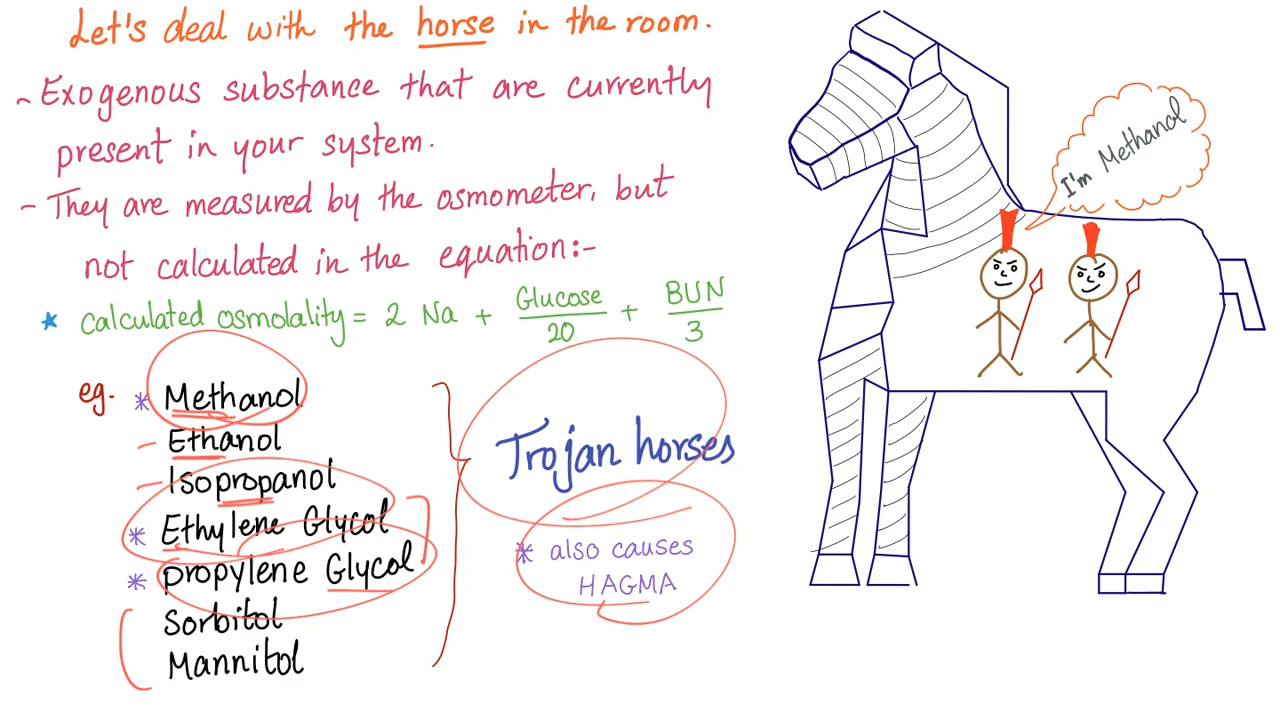 Let's deal with the horse in the room.
~ Exogenous substance that are currently
present in your system.
- They are measured by the osmometer, but
not calculated in the equation:-
* calculated osmolality = 2 Na + Glucose/20 + BUN/3
eg. * Methanol
- Ethanol
- Isopropanol
* Ethylene Glycol
* propylene Glycol
Sorbitol
Mannitol
Trojan horses
* also causes
HAGMA
I'm Methanol